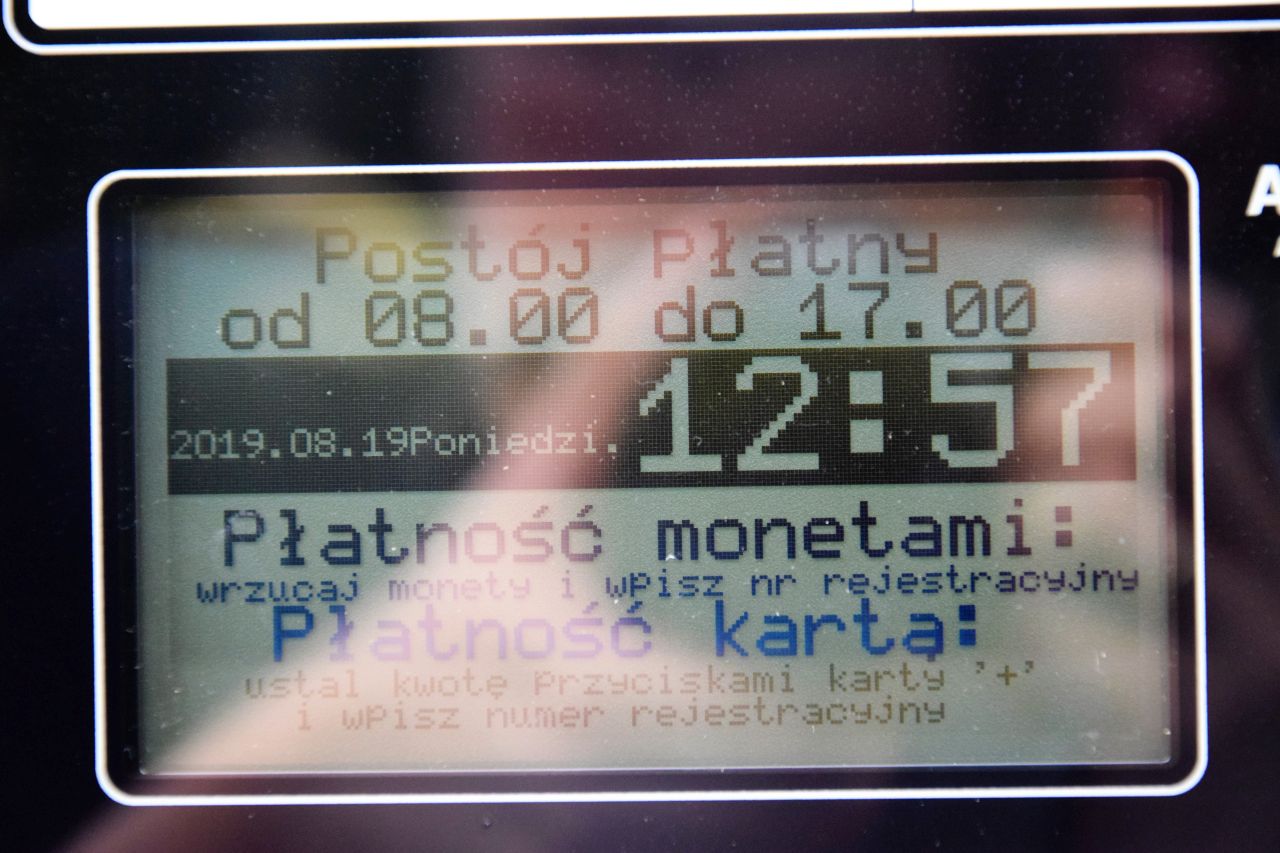 Postój Płatny
od 08.00 do 17.00
2019.08.19Poniedzi. 12:57
Płatność monetami:
wrzucaj monety i wpisz nr rejestracyjny
Płatność kartą:
ustal kwotę przyciskami karty '+'
i wpisz numer rejestracyjny
A